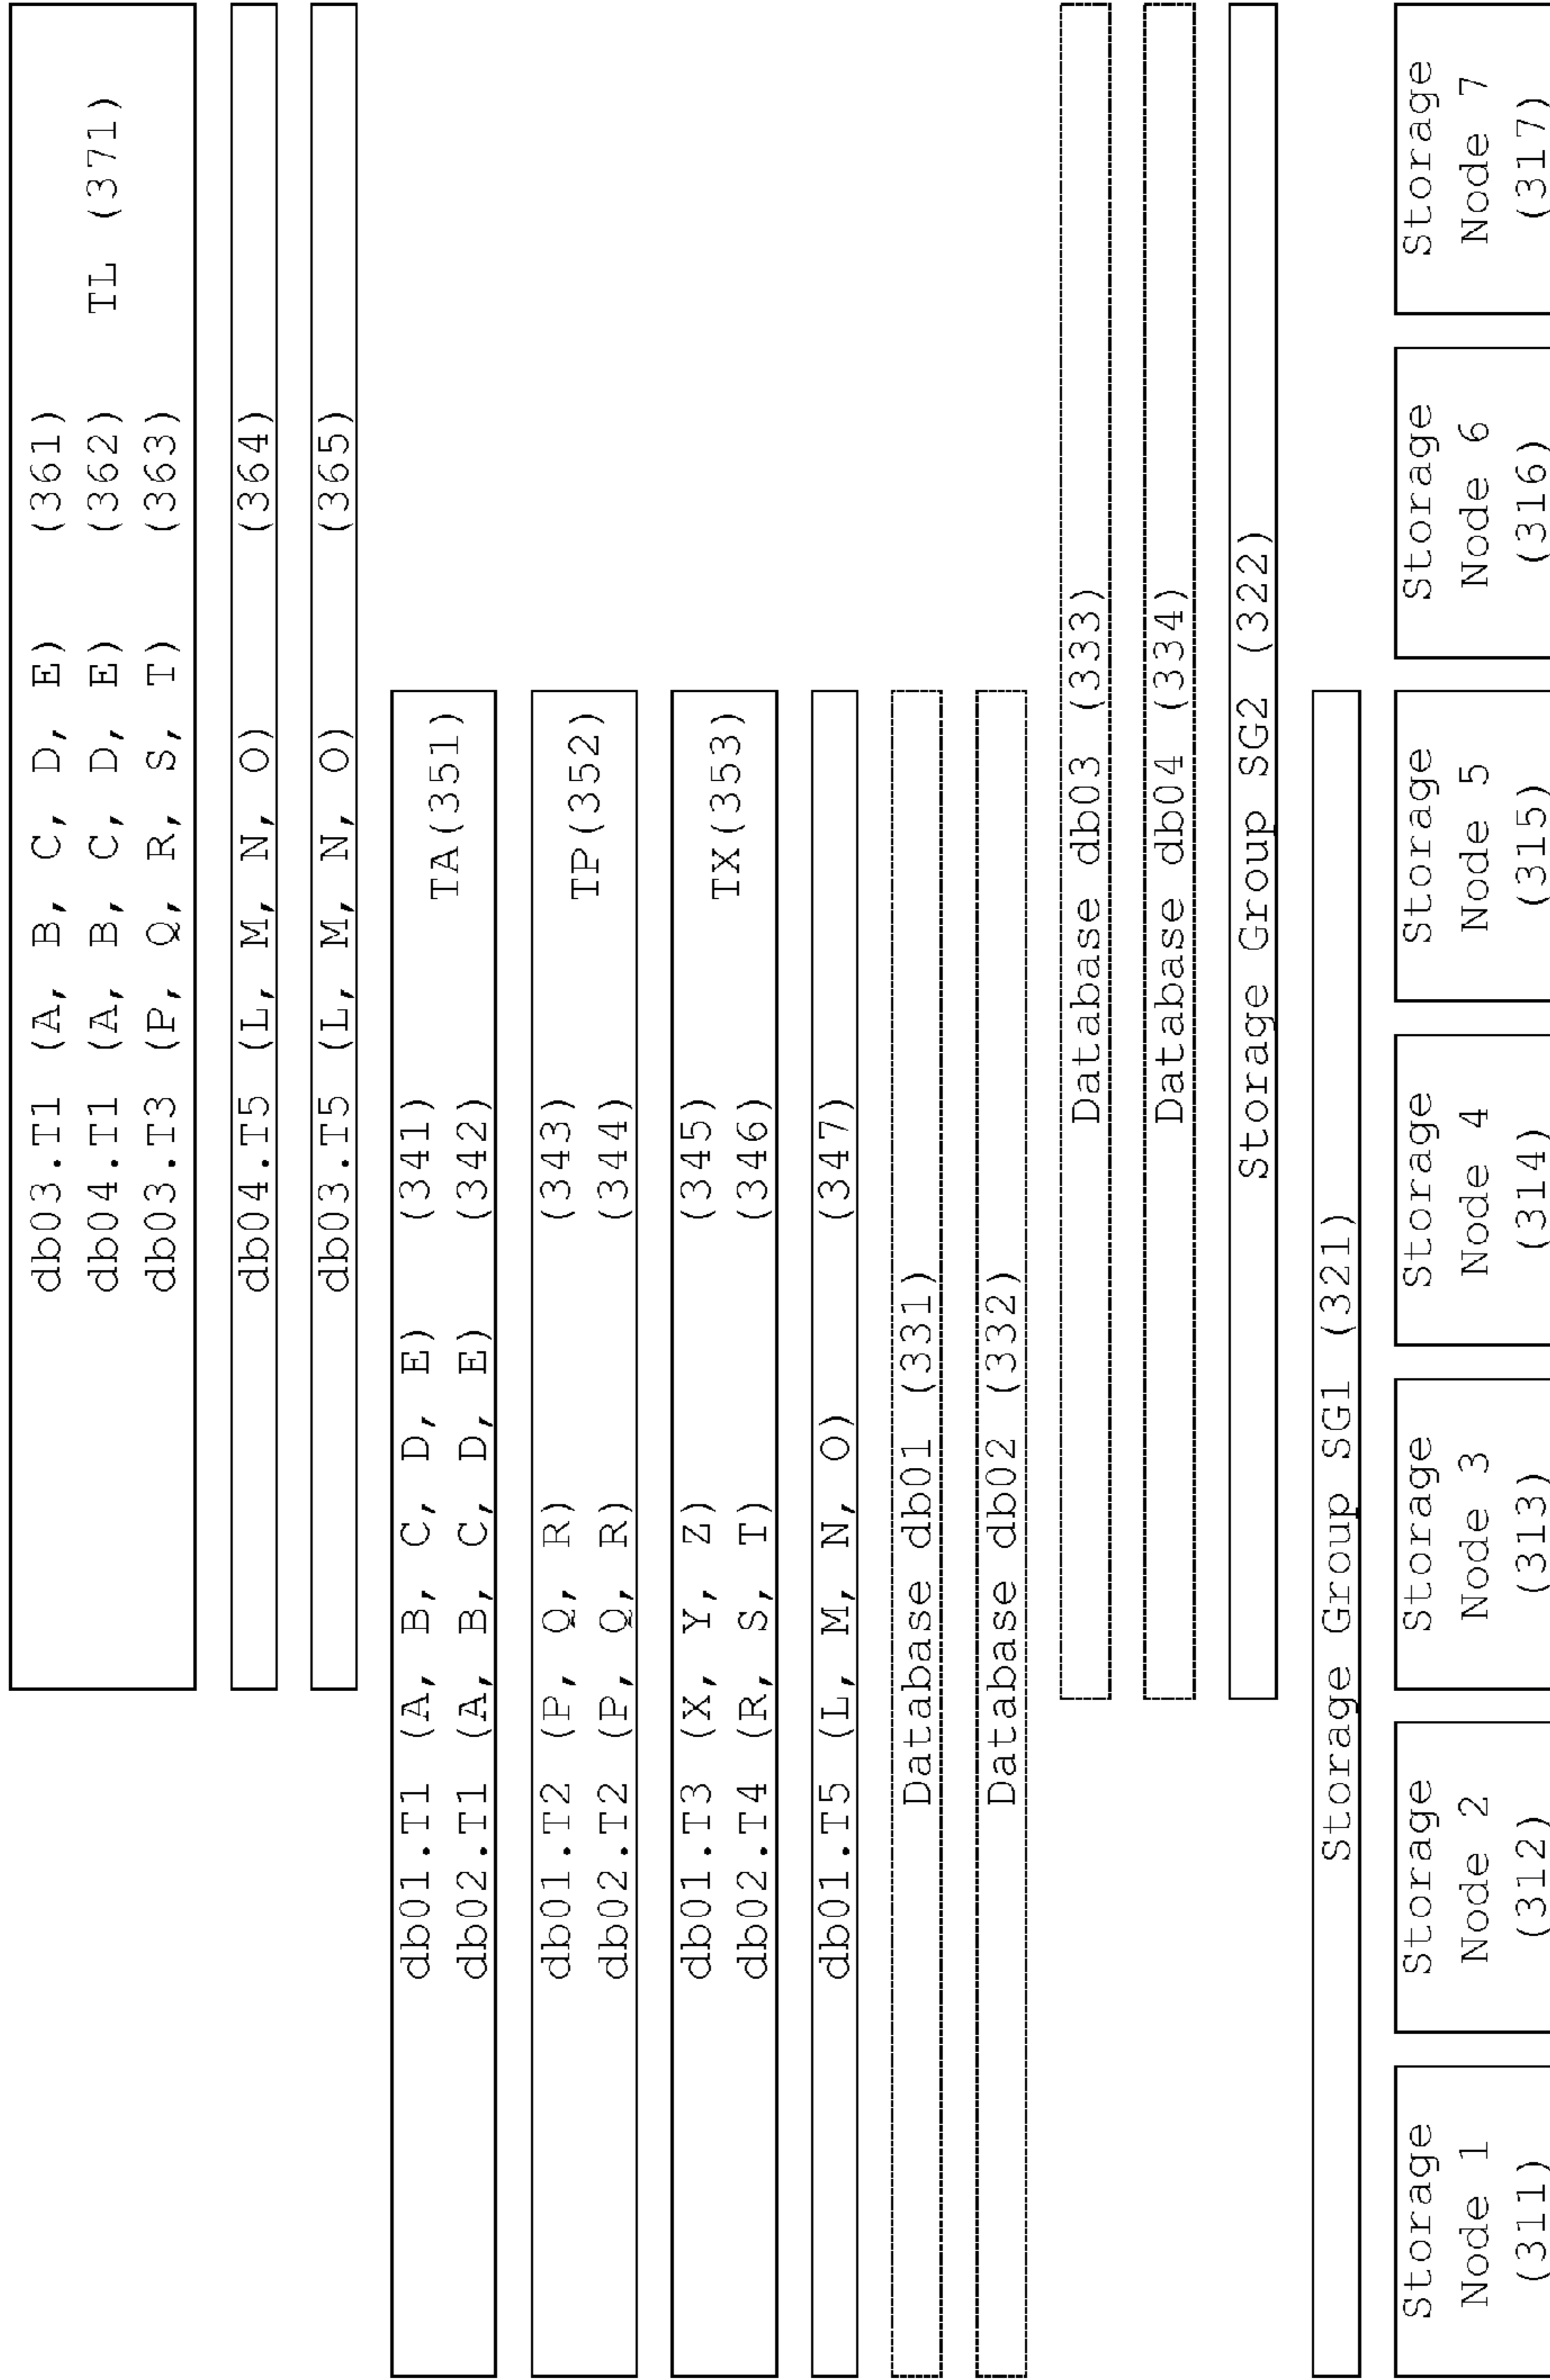 db03.T1 (A, B, C, D, E) (361)
db04.T1 (A, B, C, D, E) (362) TL (371)
db03.T3 (P, Q, R, S, T) (363)
db04.T5 (L, M, N, O) (364)
db03.T5 (L, M, N, O) (365)
db01.T1 (A, B, C, D, E) (341) TA(351)
db02.T1 (A, B, C, D, E) (342)
db01.T2 (P, Q, R) (343) TP(352)
db02.T2 (P, Q, R) (344)
db01.T3 (X, Y, Z) (345) TX(353)
db02.T4 (R, S, T) (346)
db01.T5 (L, M, N, O) (347)
Database db01 (331)
Database db02 (332)
Database db03 (333)
Database db04 (334)
Storage Group SG2 (322)
Storage Group SG1 (321)
Storage
Node 1
(311)
Storage
Node 2
(312)
Storage
Node 3
(313)
Storage
Node 4
(314)
Storage
Node 5
(315)
Storage
Node 6
(316)
Storage
Node 7
(317)